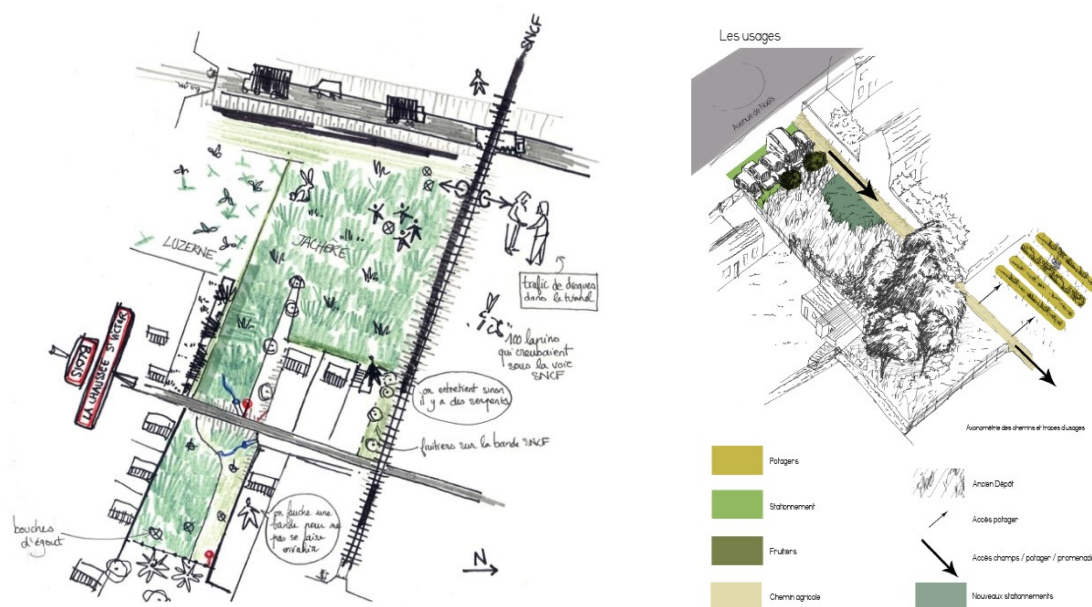 SNCF
LUZERNE
JACHERE
trafic de drogues
dans le tunnel
100 lapins
qui creusaient
sous la voie
SNCF
BLOIS
LA CHAUSSÉE ST VICTOR
on entretient sinon
il y a des serpents
fruitiers sur la bande SNCF
on fauche une
bande pour ne
pas se faire
envahir
bouches
d'égout
N
Les usages
Avenue de
Axonométrie des chemins et traces d'usages
Potagers
Stationnement
Fruitiers
Chemin agricole
Ancien Dépôt
Accès potager
Accès champs / potager / promenade
Nouveaux stationnements